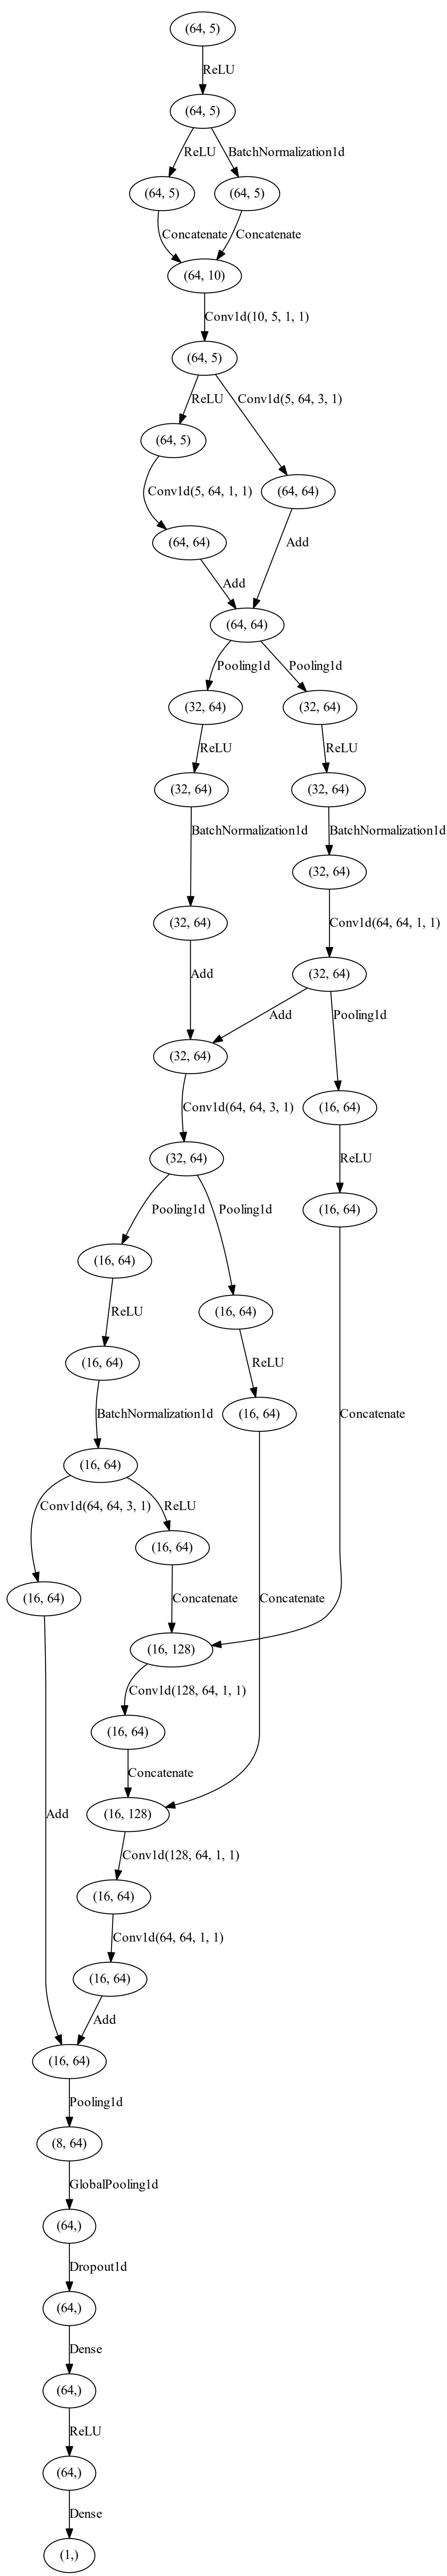 (64, 5)
ReLU
(64, 5)
ReLU BatchNormalization1d
(64, 5) (64, 5)
Concatenate Concatenate
(64, 10)
Conv1d(10, 5, 1, 1)
(64, 5)
ReLU Conv1d(5, 64, 3, 1)
(64, 5)
Conv1d(5, 64, 1, 1) (64, 64)
(64, 64) Add
Add
(64, 64)
Pooling1d Pooling1d
(32, 64) (32, 64)
ReLU ReLU
(32, 64) (32, 64)
BatchNormalization1d BatchNormalization1d
(32, 64)
(32, 64) Conv1d(64, 64, 1, 1)
Add (32, 64)
Add Pooling1d
(32, 64)
(16, 64)
Conv1d(64, 64, 3, 1)
(32, 64) ReLU
Pooling1d Pooling1d (16, 64)
(16, 64)
ReLU (16, 64)
(16, 64) ReLU
BatchNormalization1d (16, 64) Concatenate
(16, 64)
Conv1d(64, 64, 3, 1) ReLU
(16, 64)
(16, 64) Concatenate Concatenate
(16, 128)
Conv1d(128, 64, 1, 1)
(16, 64)
Concatenate
Add (16, 128)
Conv1d(128, 64, 1, 1)
(16, 64)
Conv1d(64, 64, 1, 1)
(16, 64)
Add
(16, 64)
Pooling1d
(8, 64)
GlobalPooling1d
(64,)
Dropout1d
(64,)
Dense
(64,)
ReLU
(64,)
Dense
(1,)